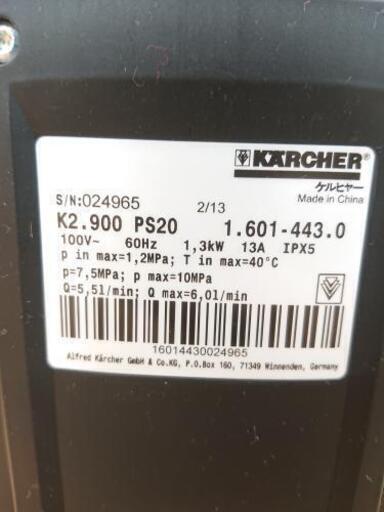 KÄRCHER
ケルヒャー
Made in China
S/N:024965 2/13
K2.900 PS20 1.601-443.0
100V~ 60Hz 1,3kW 13A IPX5
p in max=1,2MPa; T in max=40°C
p=7,5MPa; p max=10MPa
Q=5,5l/min; Q max=6,0l/min
16014430024965
Alfred Kärcher GmbH & Co.KG, P.O.Box 160, 71349 Winnenden, Germany